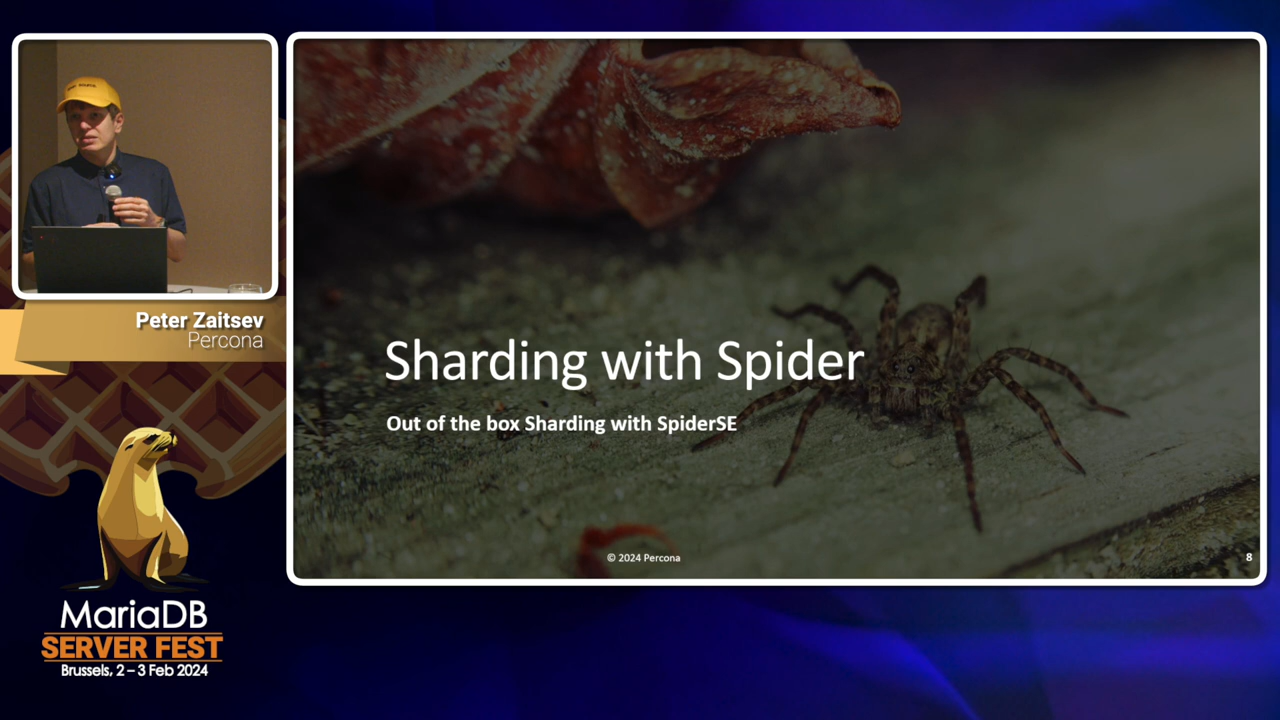 Peter Zaitsev
Percona
MariaDB
SERVER FEST
Brussels, 2 – 3 Feb 2024
Sharding with Spider
Out of the box Sharding with SpiderSE
© 2024 Percona
8